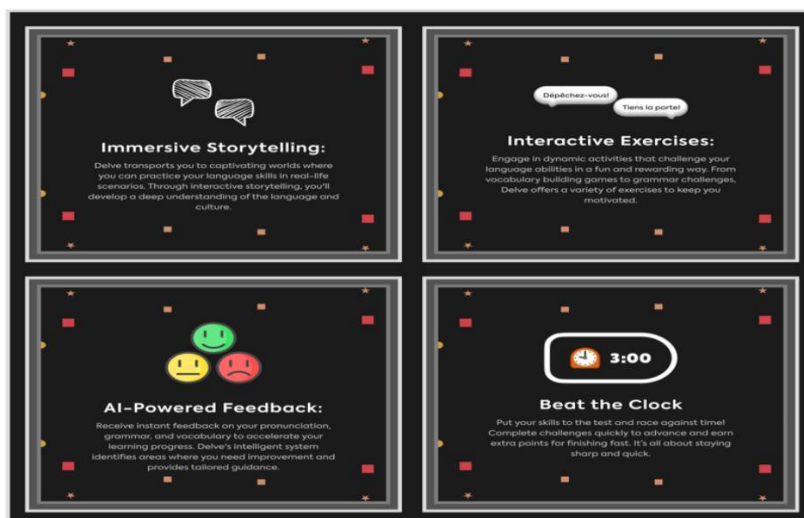 Immersive Storytelling:
Delve transports you to captivating worlds where
you can practice your language skills in real-life
scenarios. Through interactive storytelling, you'll
develop a deep understanding of the language and
culture.
Dépêchez-vous!
Tiens la porte!
Interactive Exercises:
Engage in dynamic activities that challenge your
language abilities in a fun and rewarding way. From
vocabulary building games to grammar challenges,
Delve offers a variety of exercises to keep you
motivated.
AI-Powered Feedback:
Receive instant feedback on your pronunciation,
grammar, and vocabulary to accelerate your
learning progress. Delve's intelligent system
identifies areas where you need improvement and
provides tailored guidance.
3:00
Beat the Clock
Put your skills to the test and race against time!
Complete challenges quickly to advance and earn
extra points for finishing fast. It's all about staying
sharp and quick.